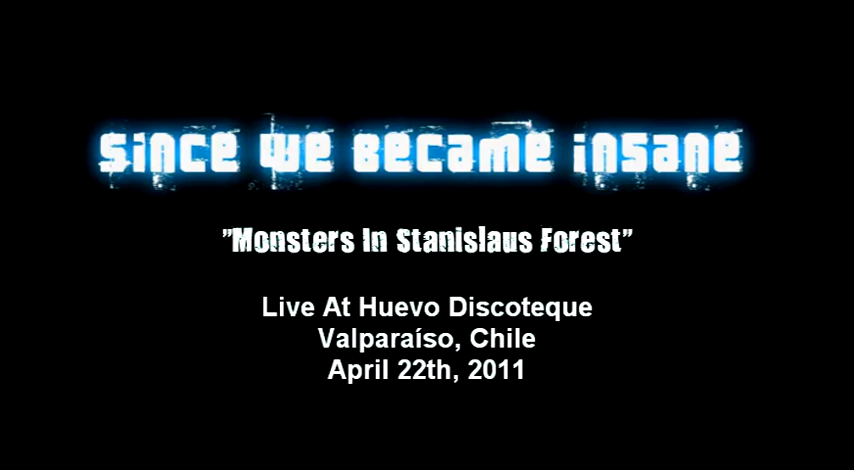 Since We Became Insane
"Monsters In Stanislaus Forest"
Live At Huevo Discoteque
Valparaíso, Chile
April 22th, 2011